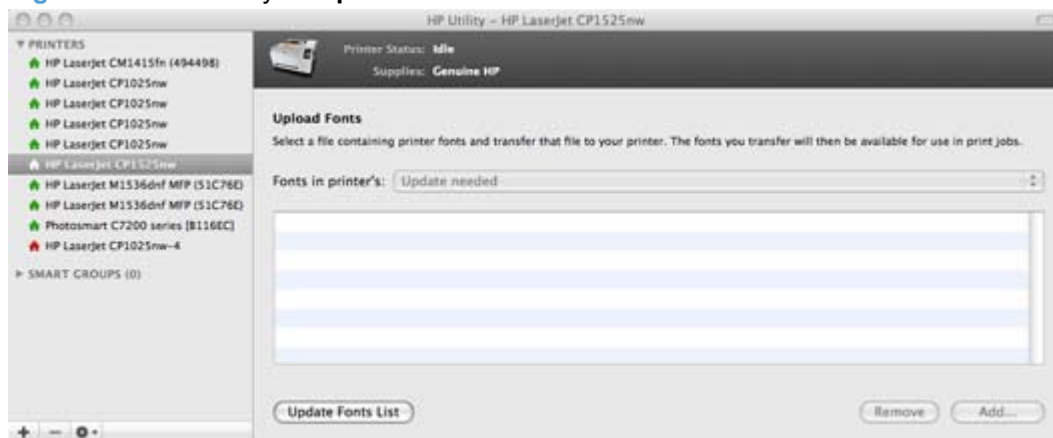 HP Utility – HP LaserJet CP1525nw
PRINTERS
HP LaserJet CM1415fn (494498)
HP LaserJet CP1025nw
HP LaserJet CP1025nw
HP LaserJet CP1025nw
HP LaserJet CP1025nw
HP LaserJet CP1525nw
HP LaserJet M1536dnf MFP (51C76E)
HP LaserJet M1536dnf MFP (51C76E)
Photosmart C7200 series [B116EC]
HP LaserJet CP1025nw-4
SMART GROUPS (0)
Printer Status: Idle
Supplies: Genuine HP
Upload Fonts
Select a file containing printer fonts and transfer that file to your printer. The fonts you transfer will then be available for use in print jobs.
Fonts in printer's: Update needed
Update Fonts List
Remove
Add...